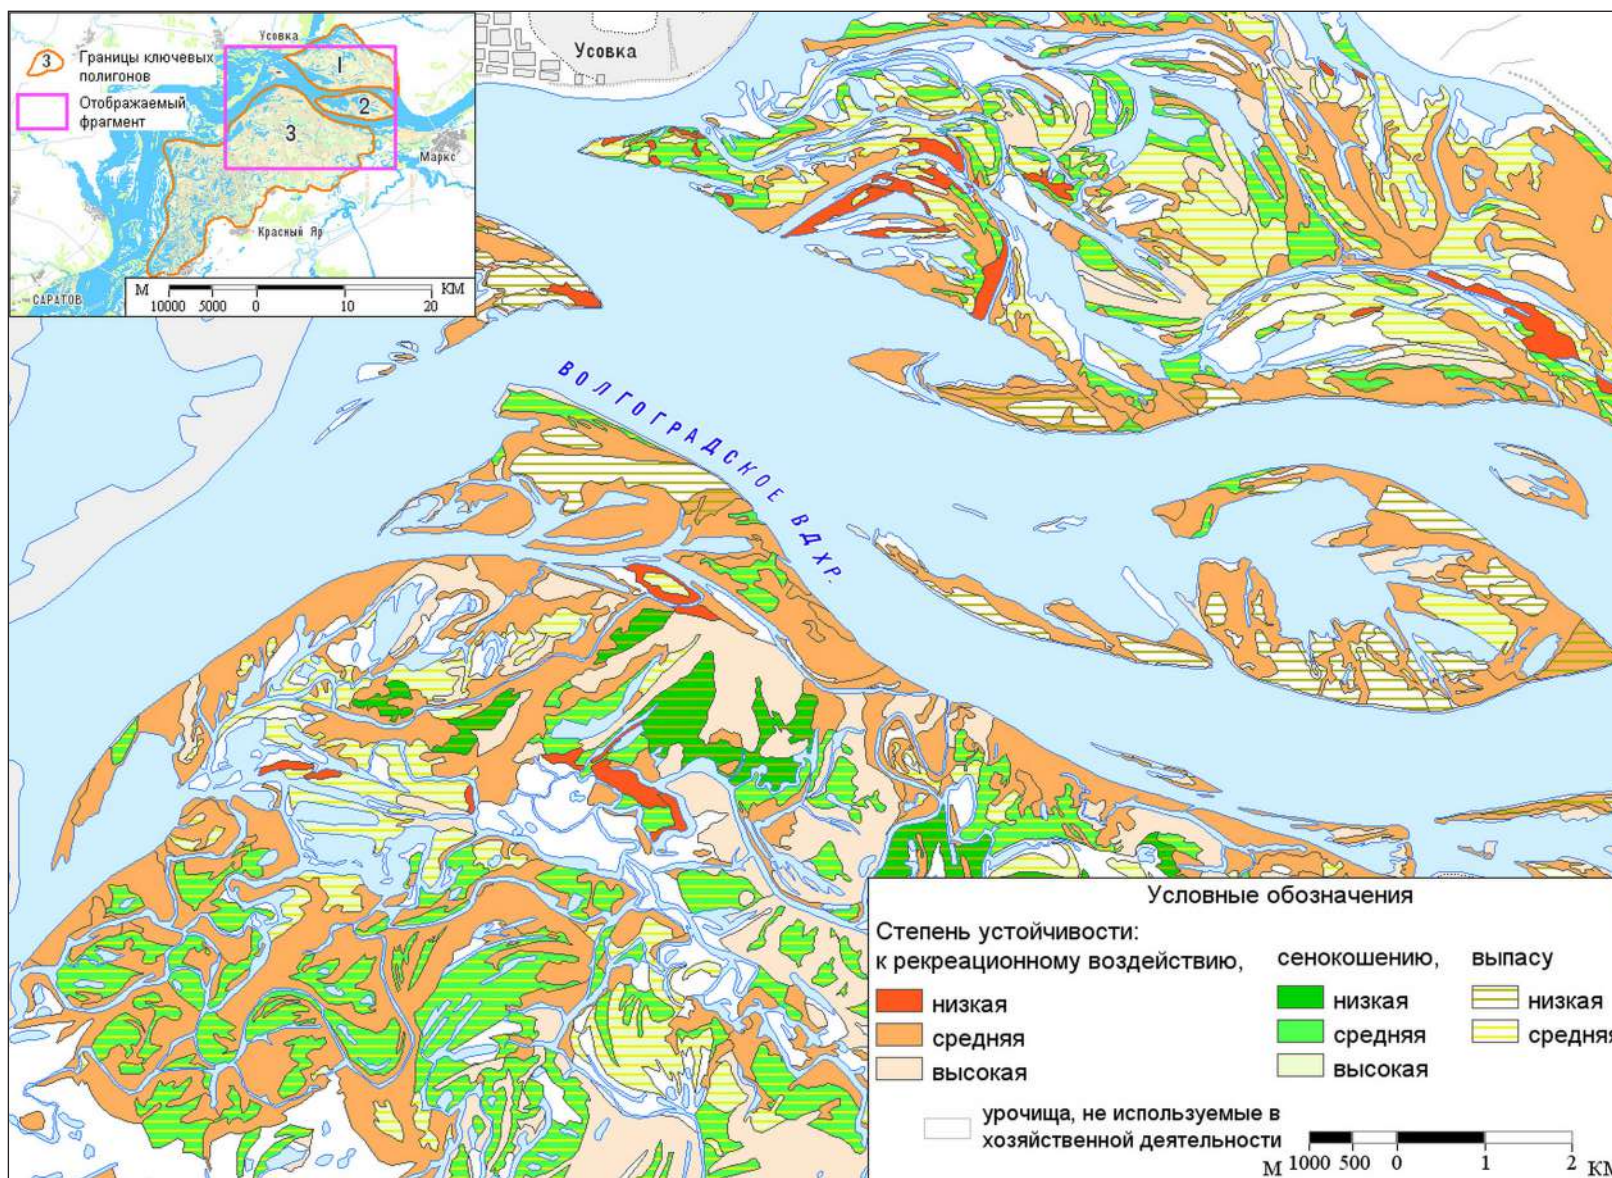 Усовка
3
Границы ключевых
полигонов
Отображаемый
фрагмент
1
2
3
Маркс
Красный Яр
САРАТОВ
М
10000 5000 0 10 20
КМ
Усовка
ВОЛГОГРАДСКОЕ ВДХР.
Условные обозначения
Степень устойчивости:
к рекреационному воздействию,
низкая
средняя
высокая
сенокошению,
низкая
средняя
высокая
выпасу
низкая
средняя
урочища, не используемые в
хозяйственной деятельности
М 1000 500 0 1 2 КМ